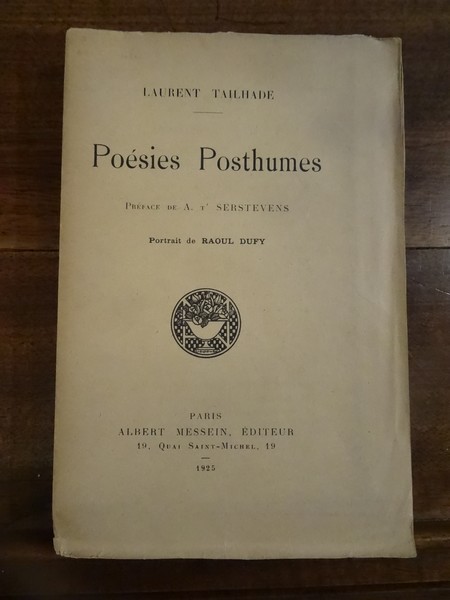 LAURENT TAILHADE
Poésies Posthumes
PRÉFACE DE A. T' SERSTEVENS
Portrait de RAOUL DUFY
PARIS
ALBERT MESSEIN, ÉDITEUR
19, QUAI SAINT-MICHEL, 19
1925